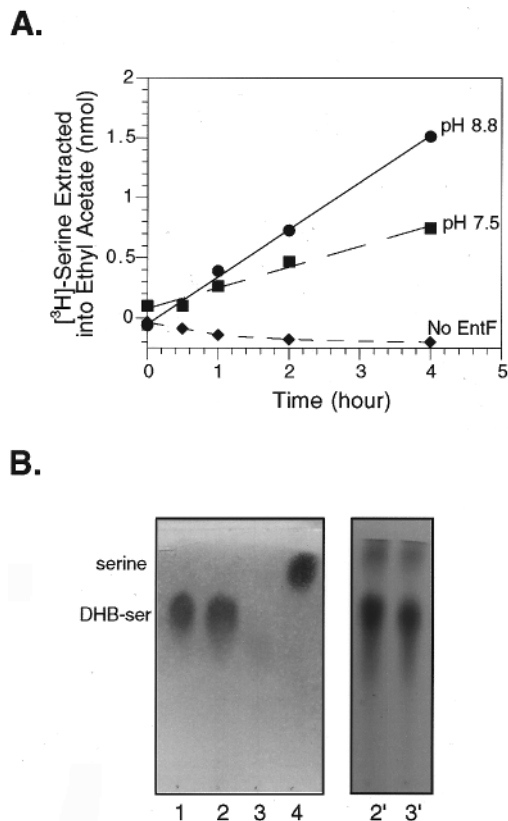 A.
[³H]-Serine Extracted
into Ethyl Acetate (nmol)
2
1.5
1
0.5
0
pH 8.8
pH 7.5
No EntF
0 1 2 3 4 5
Time (hour)
B.
serine
DHB-ser
1 2 3 4 2' 3'